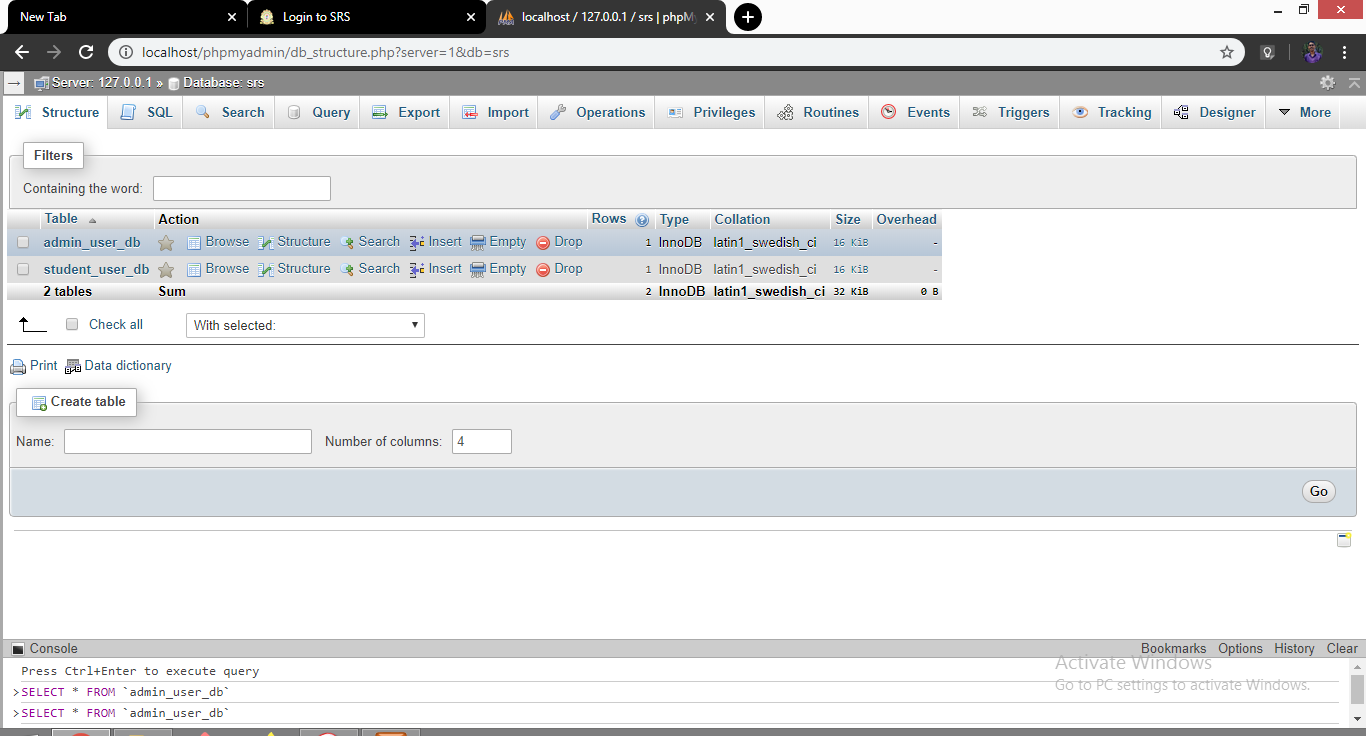 New Tab × Login to SRS × localhost / 127.0.0.1 / srs | phpMy ×
localhost/phpmyadmin/db_structure.php?server=1&db=srs
Server: 127.0.0.1 » Database: srs
Structure SQL Search Query Export Import Operations Privileges Routines Events Triggers Tracking Designer More
Filters
Containing the word:
Table Action Rows Type Collation Size Overhead
admin_user_db Browse Structure Search Insert Empty Drop 1 InnoDB latin1_swedish_ci 16 KiB -
student_user_db Browse Structure Search Insert Empty Drop 1 InnoDB latin1_swedish_ci 16 KiB -
2 tables Sum 2 InnoDB latin1_swedish_ci 32 KiB 0 B
Check all With selected:
Print Data dictionary
Create table
Name: Number of columns: 4
Go
Console Bookmarks Options History Clear
Press Ctrl+Enter to execute query
>SELECT * FROM `admin_user_db`
>SELECT * FROM `admin_user_db`
Activate Windows
Go to PC settings to activate Windows.